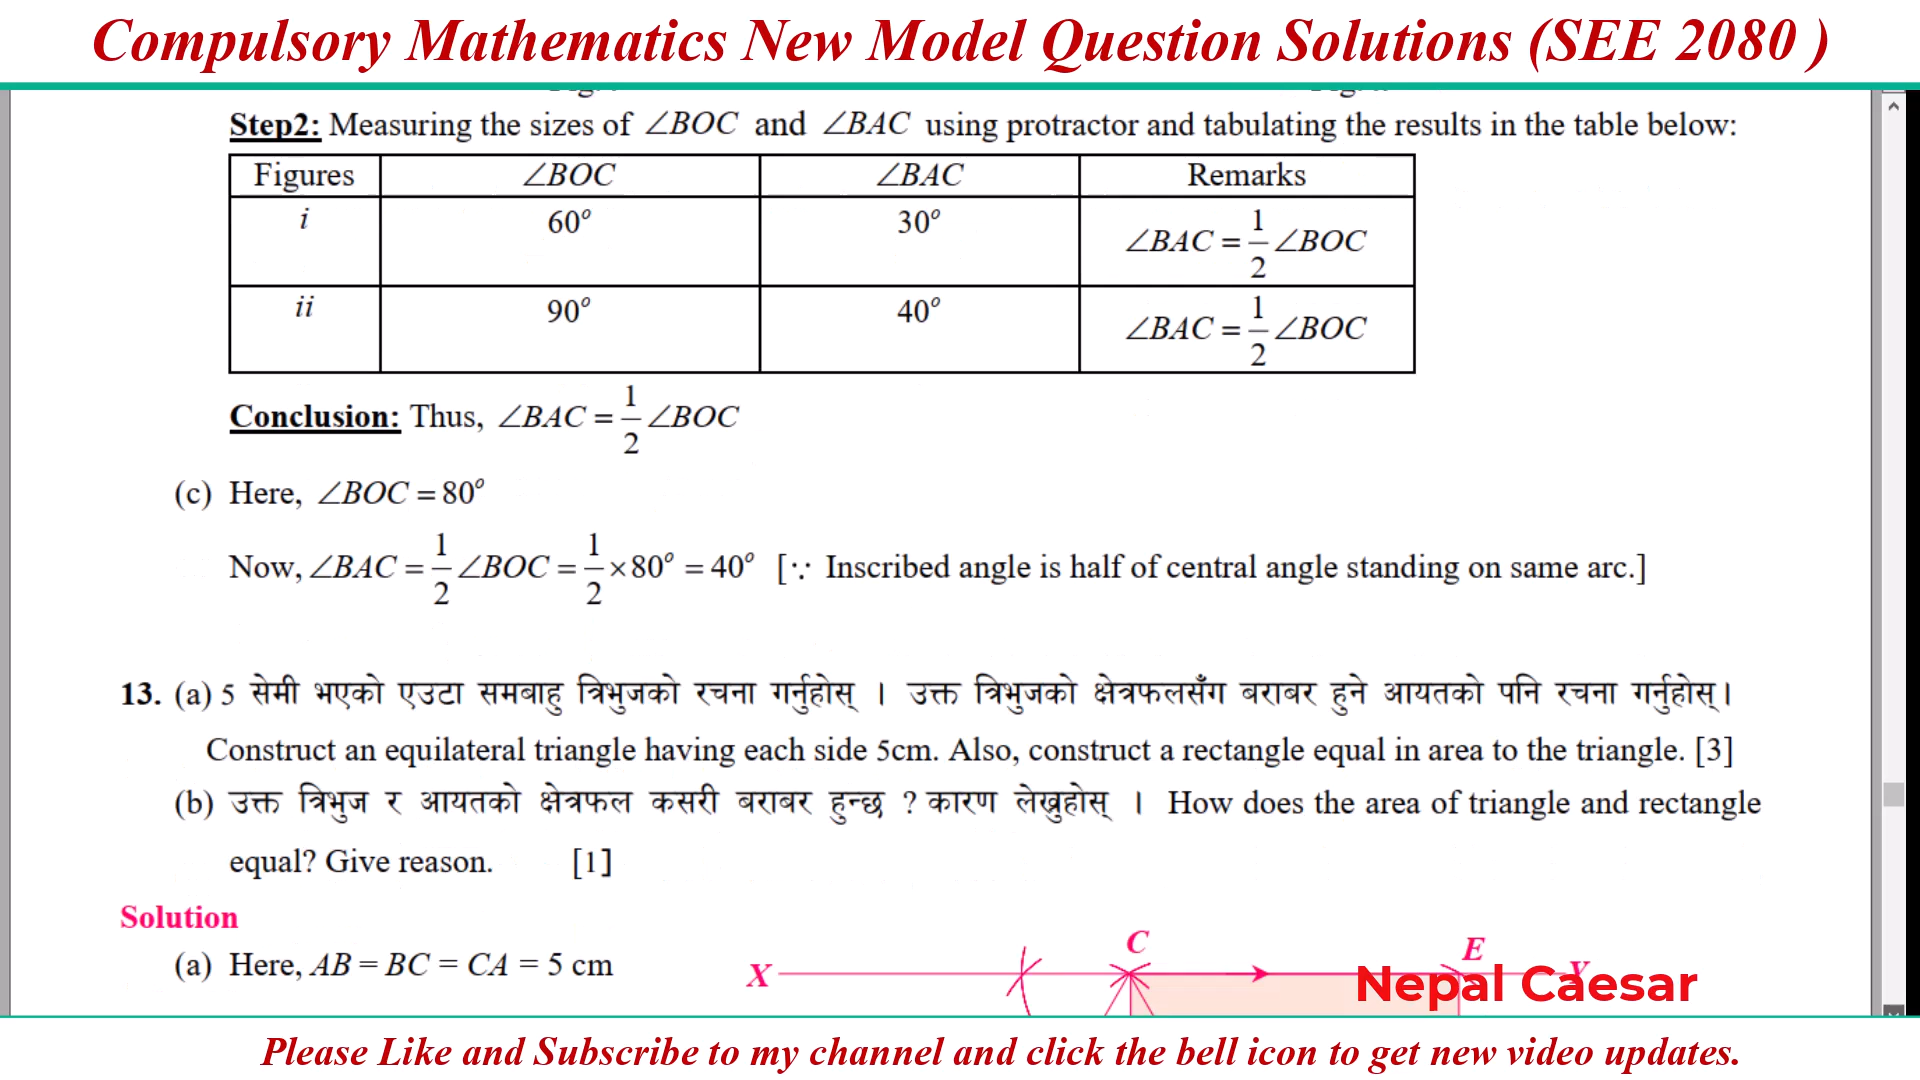 Compulsory Mathematics New Model Question Solutions (SEE 2080 )
Step2: Measuring the sizes of ∠BOC and ∠BAC using protractor and tabulating the results in the table below:
Figures ∠BOC ∠BAC Remarks
i 60° 30° ∠BAC = 1/2 ∠BOC
ii 90° 40° ∠BAC = 1/2 ∠BOC
Conclusion: Thus, ∠BAC = 1/2 ∠BOC
(c) Here, ∠BOC = 80°
Now, ∠BAC = 1/2 ∠BOC = 1/2 × 80° = 40° [∵ Inscribed angle is half of central angle standing on same arc.]
13. (a) 5 सेमी भएको एउटा समबाहु त्रिभुजको रचना गर्नुहोस् । उक्त त्रिभुजको क्षेत्रफलसँग बराबर हुने आयतको पनि रचना गर्नुहोस्।
Construct an equilateral triangle having each side 5cm. Also, construct a rectangle equal in area to the triangle. [3]
(b) उक्त त्रिभुज र आयतको क्षेत्रफल कसरी बराबर हुन्छ ? कारण लेख्नुहोस् । How does the area of triangle and rectangle
equal? Give reason. [1]
Solution
(a) Here, AB = BC = CA = 5 cm
X C E Y
Nepal Caesar
Please Like and Subscribe to my channel and click the bell icon to get new video updates.